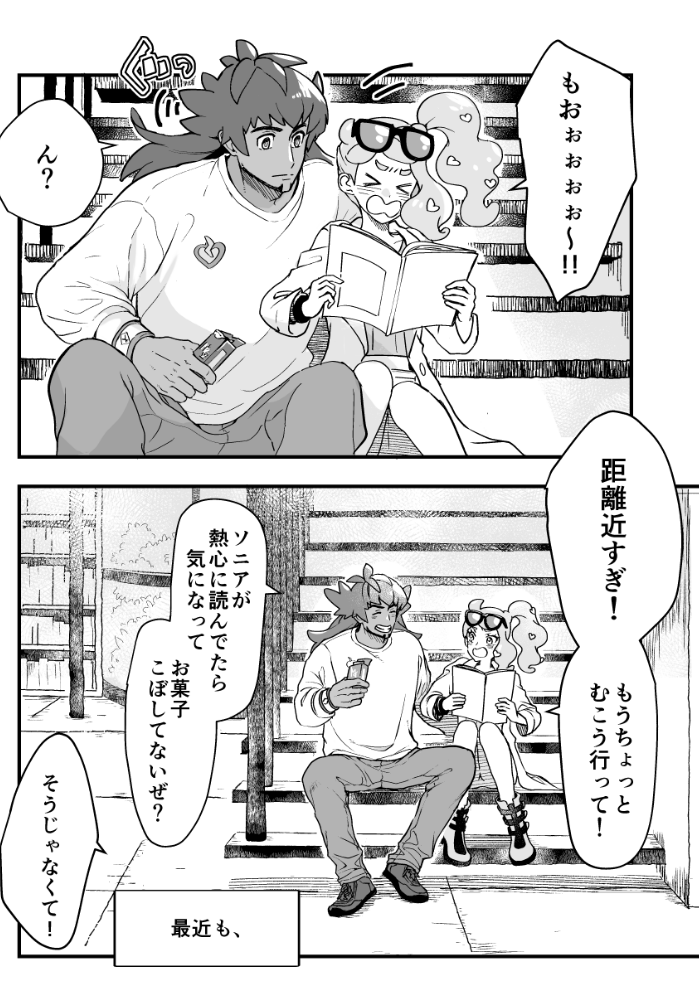 もおぉぉぉぉ〜!!
ん?
距離近すぎ!
もうちょっと
むこう行って!
ソニアが
熱心に読んでたら
気になって
お菓子
こぼしてないぜ?
そうじゃなくて!
最近も、